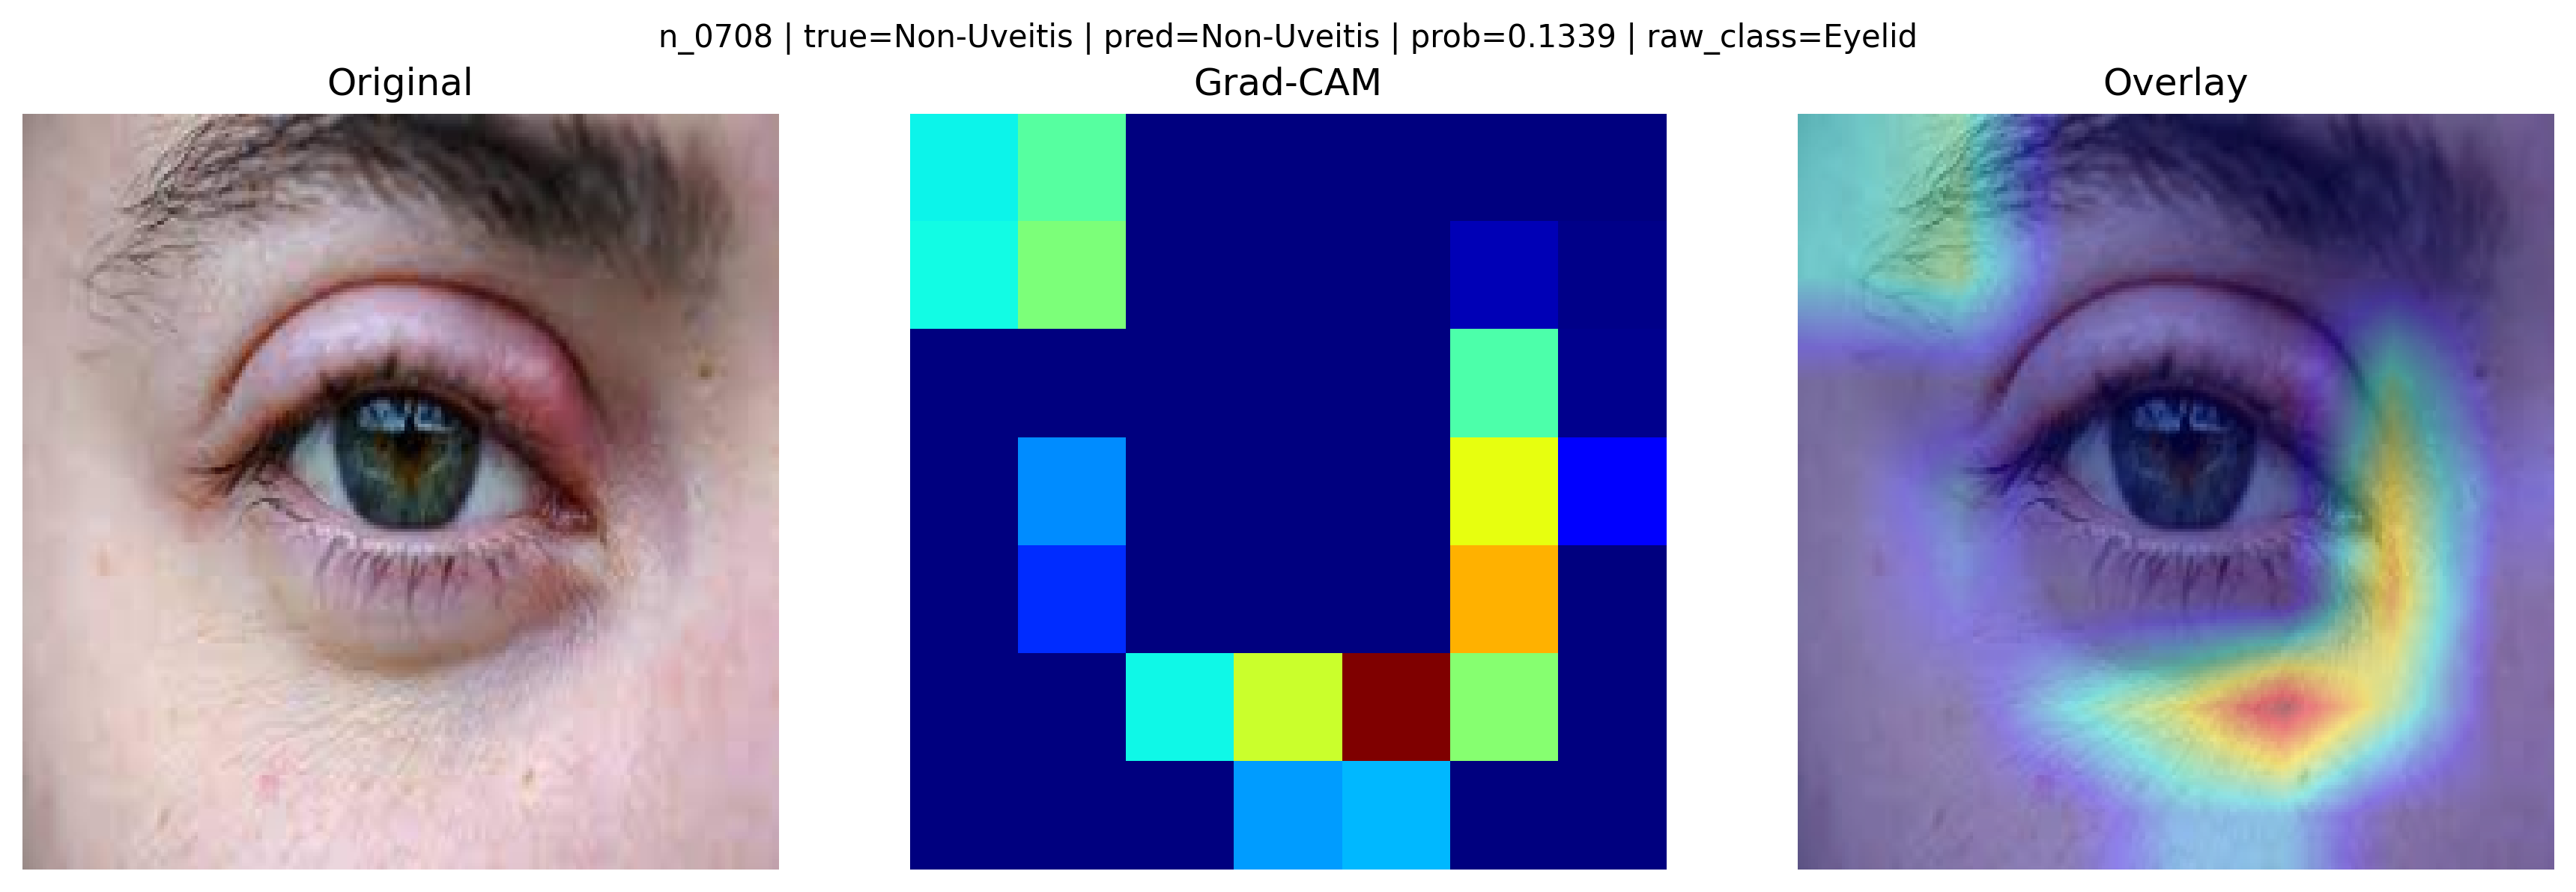 n_0708 | true=Non-Uveitis | pred=Non-Uveitis | prob=0.1339 | raw_class=Eyelid
Original
Grad-CAM
Overlay